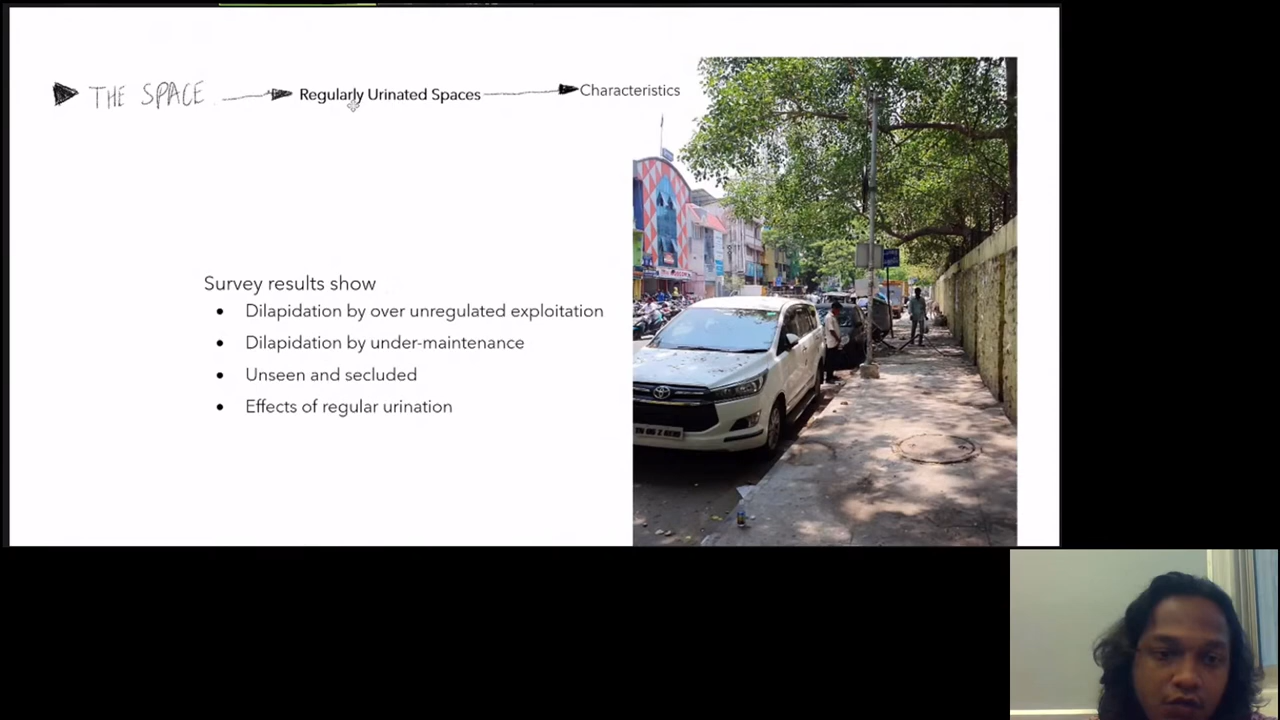 THE SPACE
Regularly Urinated Spaces
Characteristics
Survey results show
• Dilapidation by over unregulated exploitation
• Dilapidation by under-maintenance
• Unseen and secluded
• Effects of regular urination